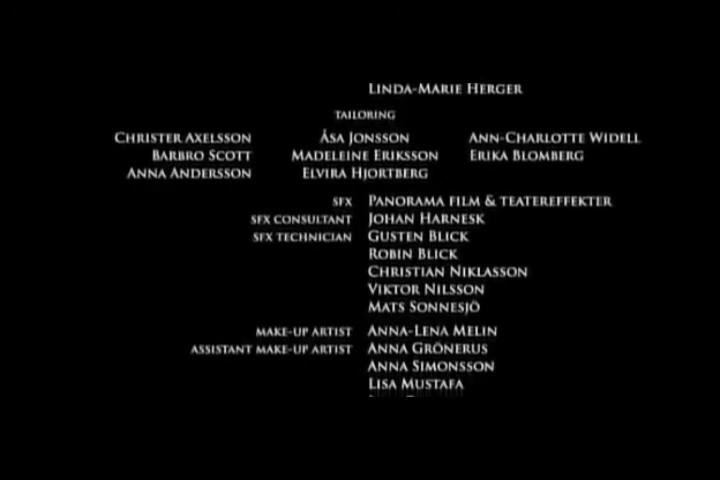 LINDA-MARIE HERGER
TAILORING
CHRISTER AXELSSON ÅSA JONSSON ANN-CHARLOTTE WIDELL
BARBRO SCOTT MADELEINE ERIKSSON ERIKA BLOMBERG
ANNA ANDERSSON ELVIRA HJORTBERG
SFX PANORAMA FILM & TEATEREFFEKTER
SFX CONSULTANT JOHAN HARNESK
SFX TECHNICIAN GUSTEN BLICK
ROBIN BLICK
CHRISTIAN NIKLASSON
VIKTOR NILSSON
MATS SONNESJÖ
MAKE-UP ARTIST ANNA-LENA MELIN
ASSISTANT MAKE-UP ARTIST ANNA GRÖNERUS
ANNA SIMONSSON
LISA MUSTAFA